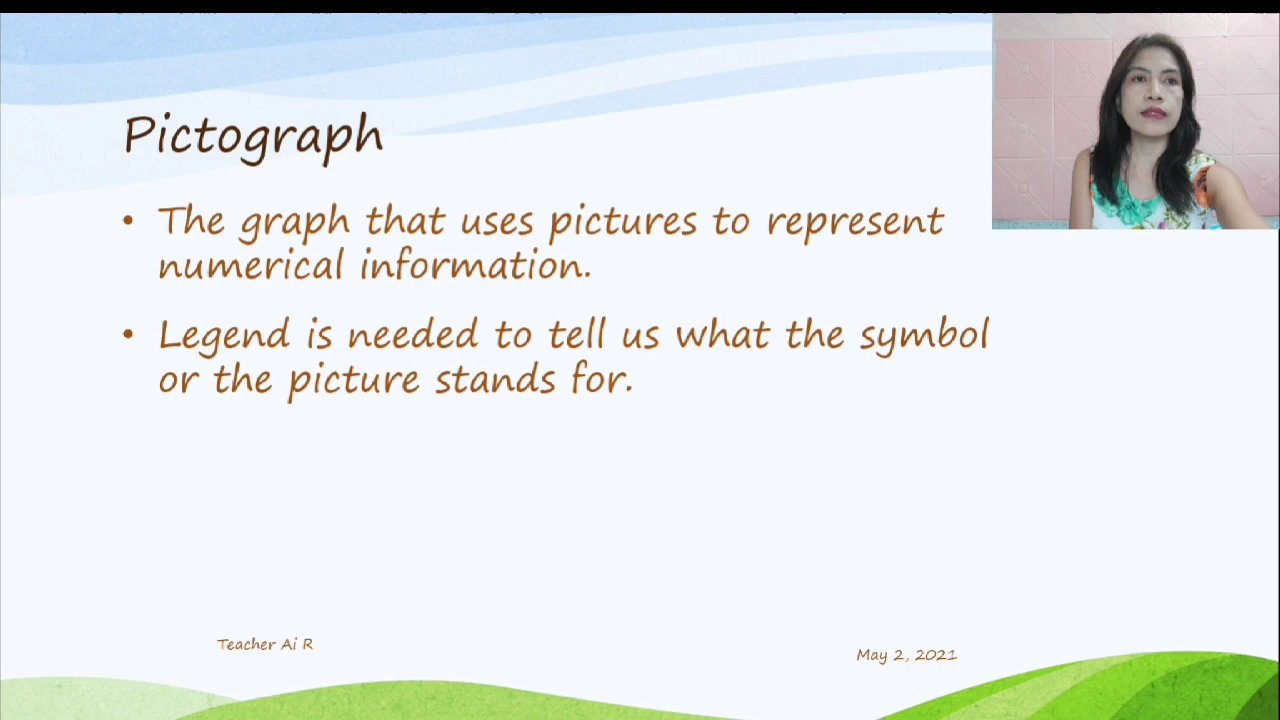 Pictograph
• The graph that uses pictures to represent
numerical information.
• Legend is needed to tell us what the symbol
or the picture stands for.
Teacher Ai R
May 2, 2021